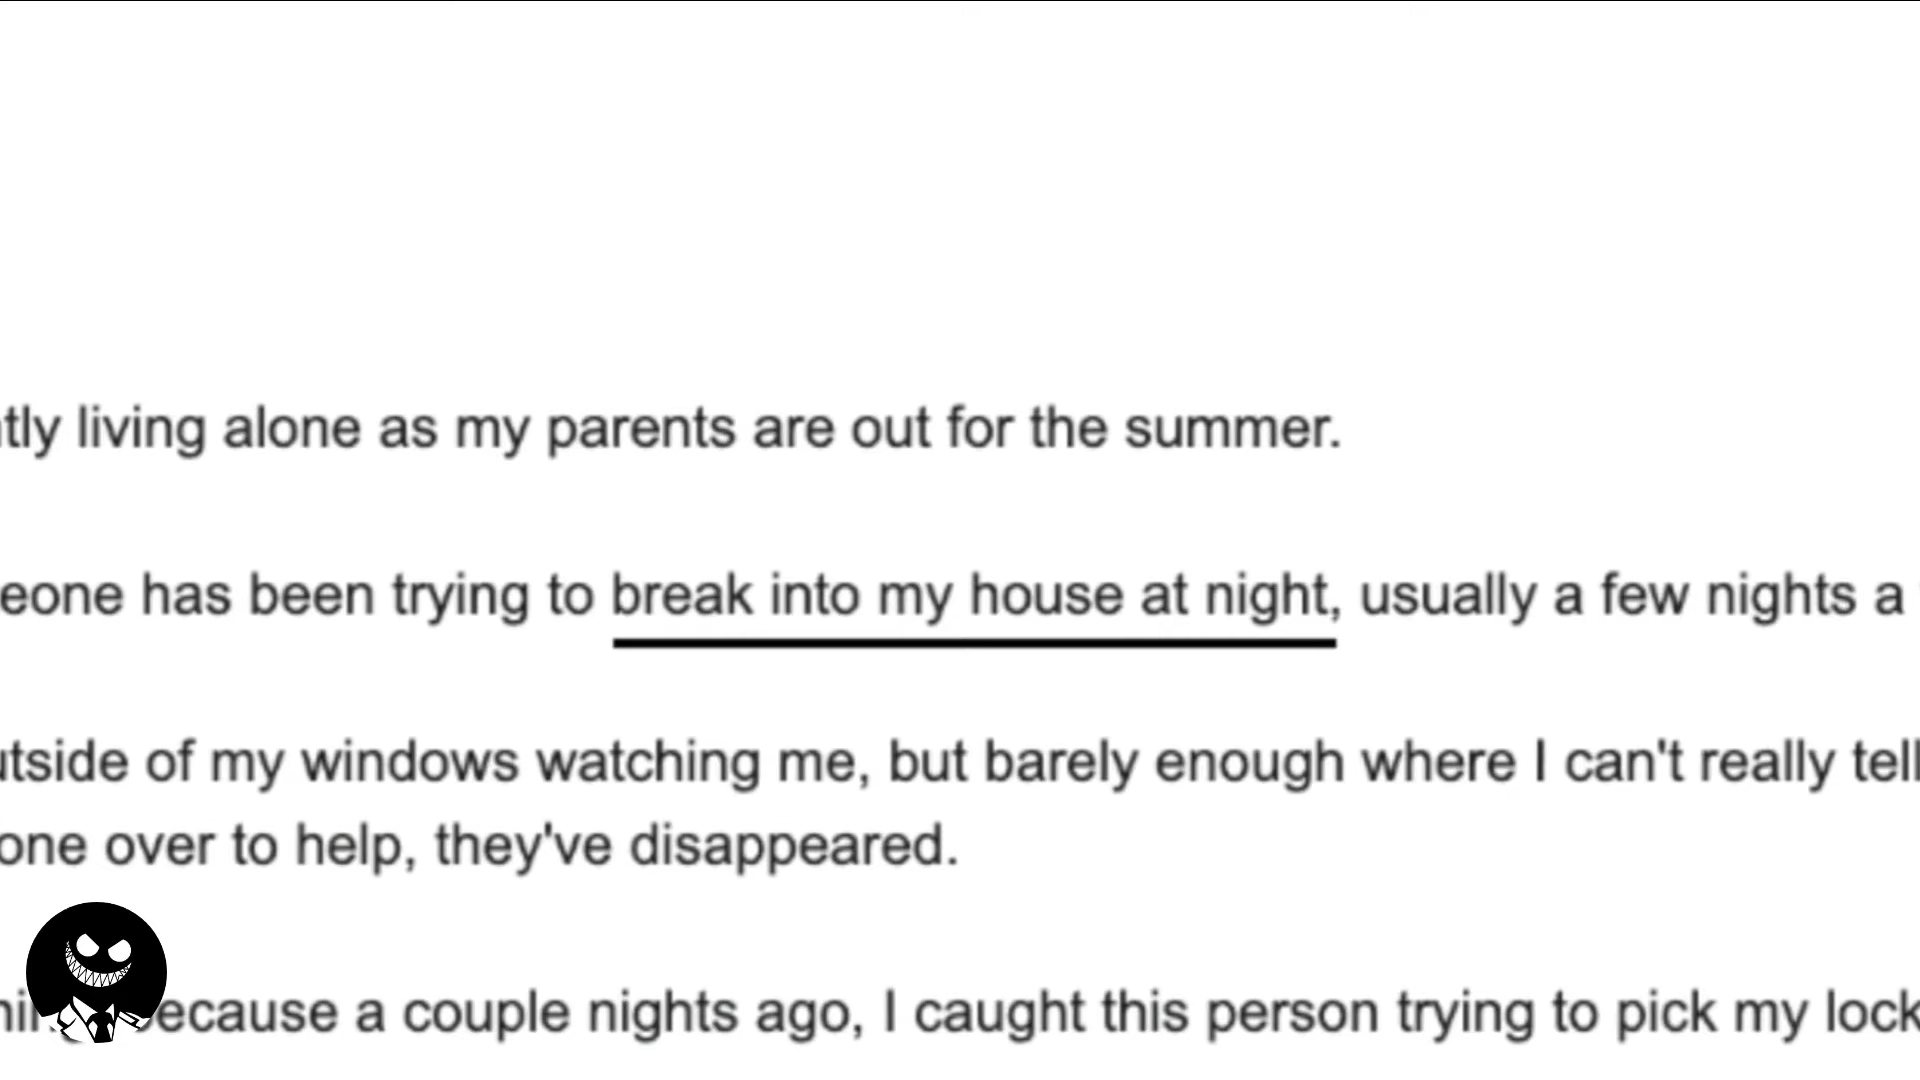 tly living alone as my parents are out for the summer.
eone has been trying to break into my house at night, usually a few nights a
utside of my windows watching me, but barely enough where I can't really tell
one over to help, they've disappeared.
ecause a couple nights ago, I caught this person trying to pick my lock